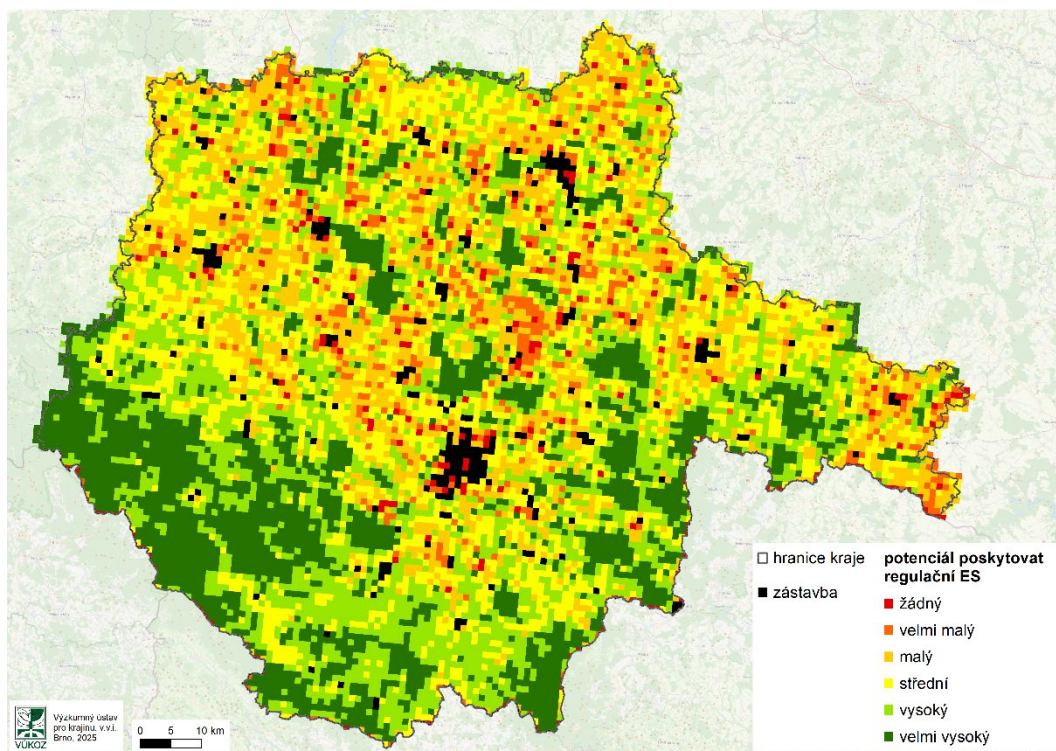 hranice kraje
zástavba
potenciál poskytovat
regulační ES
žádný
velmi malý
malý
střední
vysoký
velmi vysoký
VÚKOZ
Výzkumný ústav
pro krajinu, v.v.i.
Brno, 2025
0 5 10 km